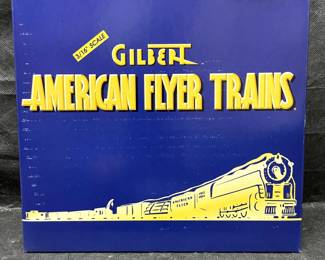 3/16" SCALE
GILBERT
AMERICAN FLYER TRAINS
AMERICAN
FLYER